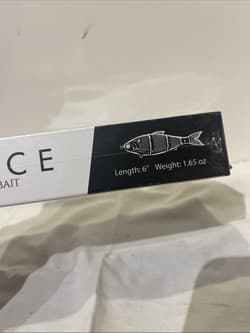 CE
BAIT
Length: 6" Weight: 1.65 oz